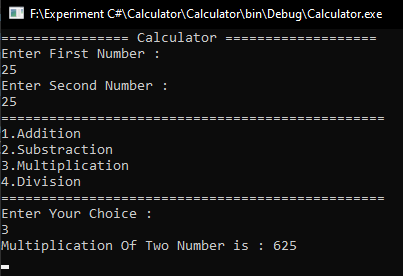 F:\Experiment C#\Calculator\Calculator\bin\Debug\Calculator.exe
================ Calculator ===================
Enter First Number :
25
Enter Second Number :
25
================================================
1.Addition
2.Substraction
3.Multiplication
4.Division
================================================
Enter Your Choice :
3
Multiplication Of Two Number is : 625